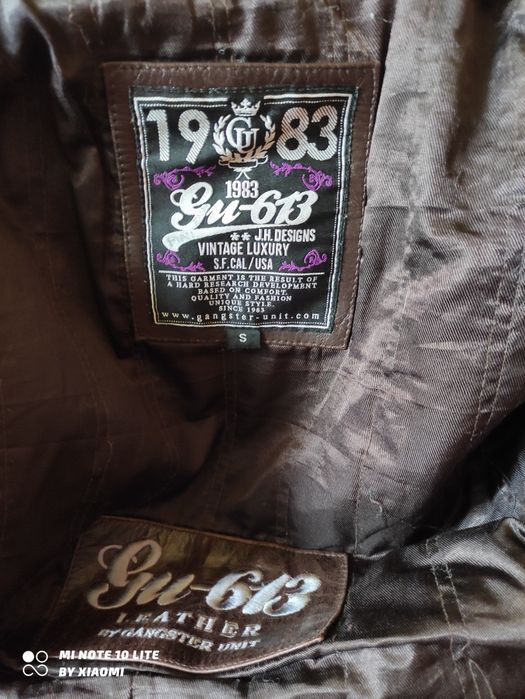 19 GU 83
1983
Gu-613
** J.H. DESIGNS
VINTAGE LUXURY
S.F. CAL/USA
THIS GARMENT IS THE RESULT OF
A HARD RESEARCH DEVELOPMENT
BASED ON COMFORT.
QUALITY AND FASHION
UNIQUE STYLE.
SINCE 1983
www.gangster-unit.com
S
Gu-613
LEATHER
BY GANGSTER UNIT
MI NOTE 10 LITE
BY XIAOMI